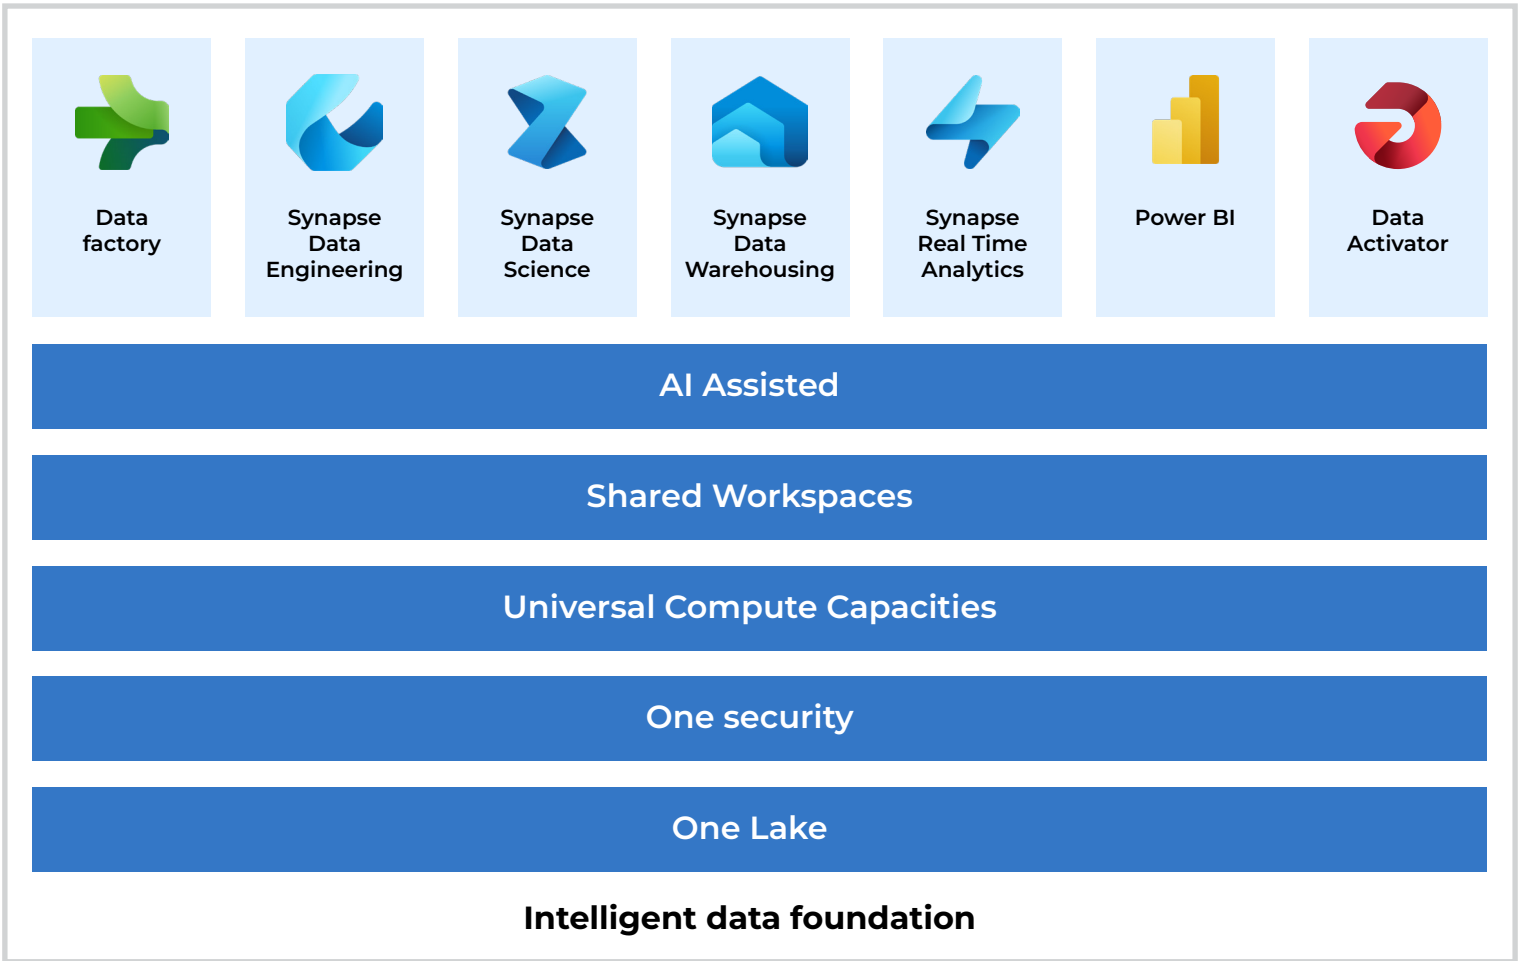 Data
factory
Synapse
Data
Engineering
Synapse
Data
Science
Synapse
Data
Warehousing
Synapse
Real Time
Analytics
Power BI
Data
Activator
AI Assisted
Shared Workspaces
Universal Compute Capacities
One security
One Lake
Intelligent data foundation